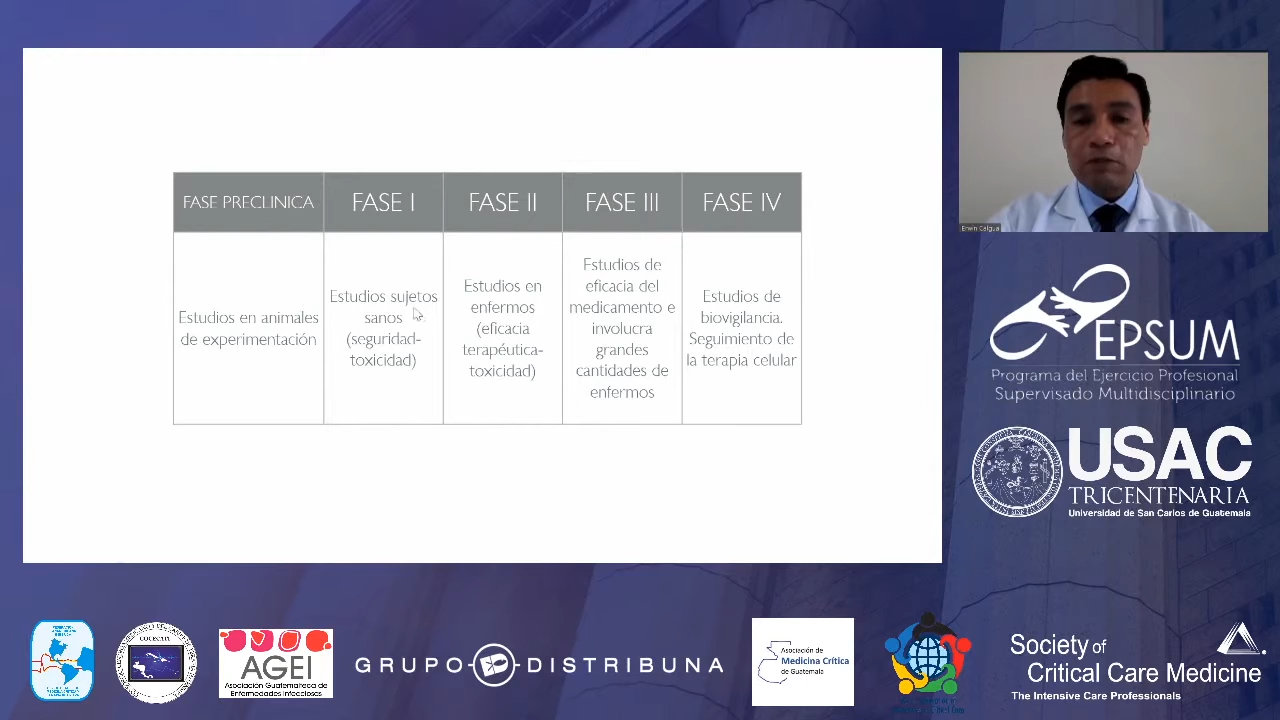 FASE PRECLINICA
FASE I
FASE II
FASE III
FASE IV
Estudios en animales
de experimentación
Estudios sujetos
sanos
(seguridad-
toxicidad)
Estudios en
enfermos
(eficacia
terapéutica-
toxicidad)
Estudios de
eficacia del
medicamento e
involucra
grandes
cantidades de
enfermos
Estudios de
biovigilancia.
Seguimiento de
la terapia celular
Erwin Calgua
EPSUM
Programa del Ejercicio Profesional
Supervisado Multidisciplinario
USAC
TRICENTENARIA
Universidad de San Carlos de Guatemala
AGEI
Asociación Guatemalteca de
Enfermedades Infecciosas
GRUPO DISTRIBUNA
Asociación de
Medicina Crítica
de Guatemala
Society of
Critical Care Medicine
The Intensive Care Professionals